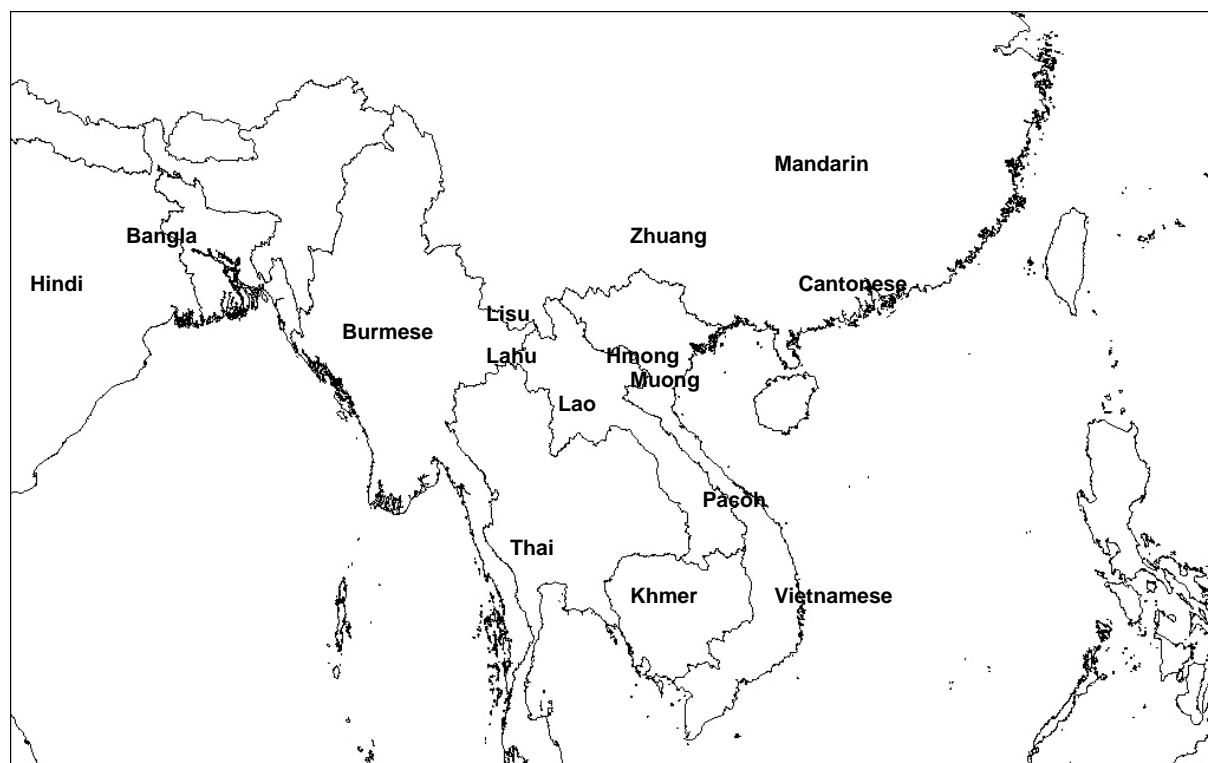 Mandarin
Bangla
Zhuang
Hindi
Cantonese
Lisu
Burmese
Lahu
Hmong
Muong
Lao
Pacoh
Thai
Khmer
Vietnamese